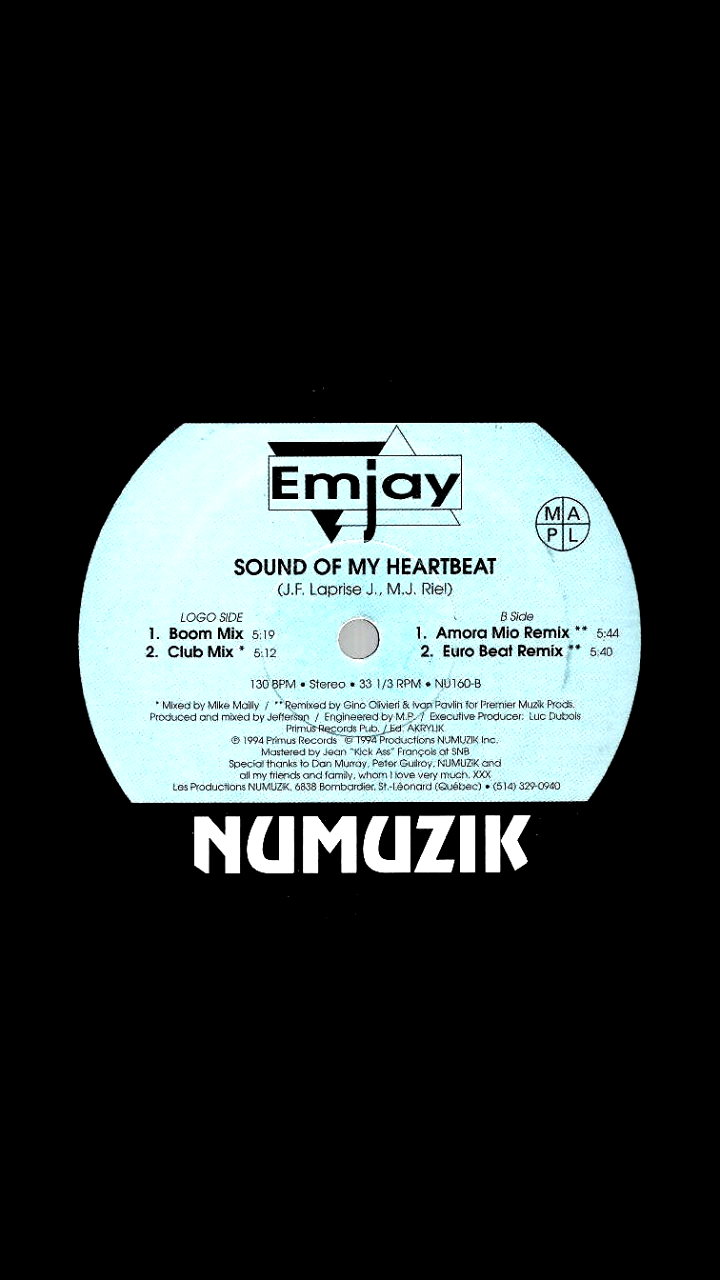 Emjay
M A
P L
SOUND OF MY HEARTBEAT
(J.F. Laprise J., M.J. Riel)
LOGO SIDE
1. Boom Mix 5:19
2. Club Mix * 5:12
B Side
1. Amora Mio Remix ** 5:44
2. Euro Beat Remix ** 5:40
130 BPM • Stereo • 33 1/3 RPM • NU160-B
* Mixed by Mike Mailly / ** Remixed by Gino Olivieri & Ivan Pavlin for Premier Muzik Prods.
Produced and mixed by Jefferson / Engineered by M.P. / Executive Producer: Luc Dubois
Primus Records Pub. / Ed. AKRYLIK
℗ 1994 Primus Records © 1994 Productions NUMUZIK Inc.
Mastered by Jean "Kick Ass" François at SNB
Special thanks to Dan Murray, Peter Guilroy, NUMUZIK and
all my friends and family, whom I love very much. XXX
Les Productions NUMUZIK, 6838 Bombardier, St.-Léonard (Québec) • (514) 329-0940
NUMUZIK